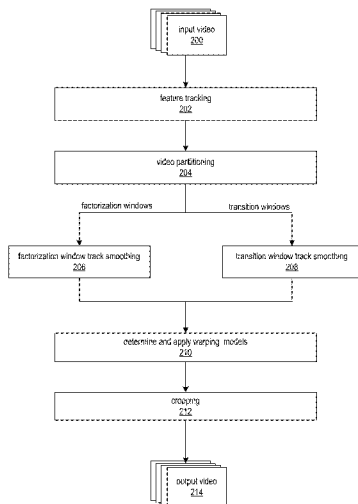 input video
200
feature tracking
202
video partitioning
204
factorization windows
transition windows
factorization window track smoothing
206
transition window track smoothing
208
determine and apply warping models
210
cropping
212
output video
214